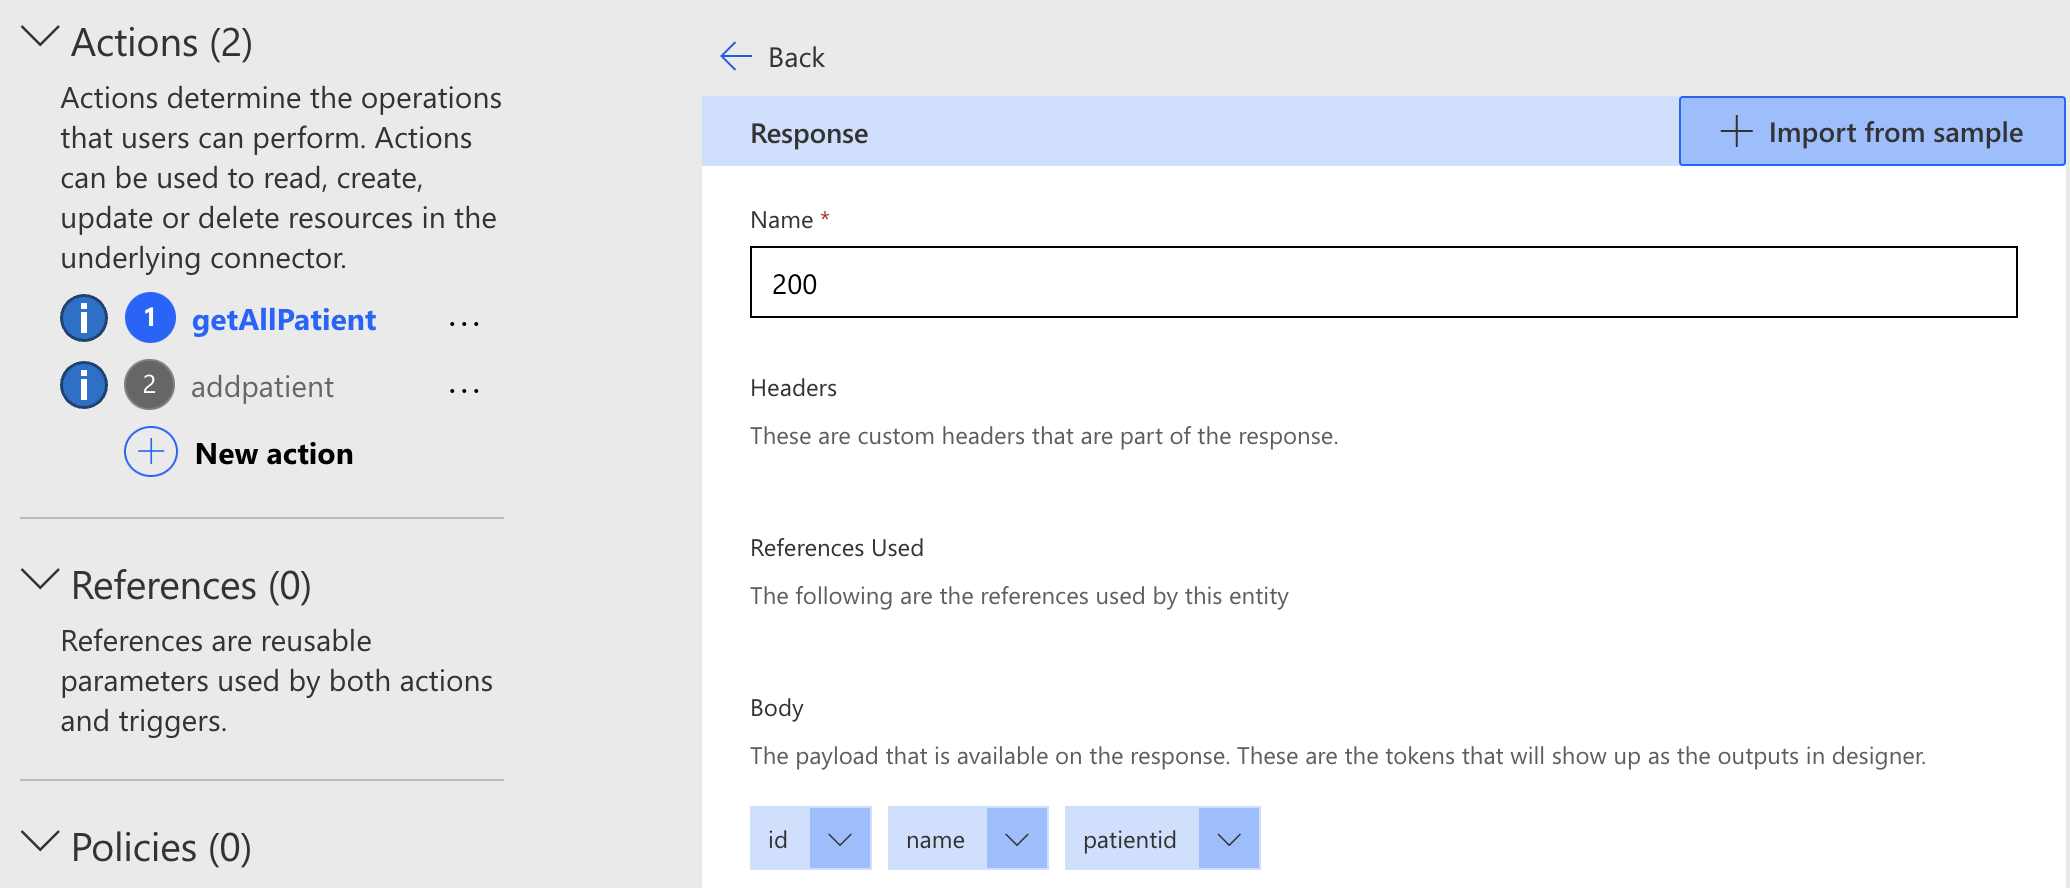 Actions (2)
Actions determine the operations
that users can perform. Actions
can be used to read, create,
update or delete resources in the
underlying connector.
1 getAllPatient ...
2 addpatient ...
New action
References (0)
References are reusable
parameters used by both actions
and triggers.
Policies (0)
Back
Response
Import from sample
Name *
200
Headers
These are custom headers that are part of the response.
References Used
The following are the references used by this entity
Body
The payload that is available on the response. These are the tokens that will show up as the outputs in designer.
id name patientid